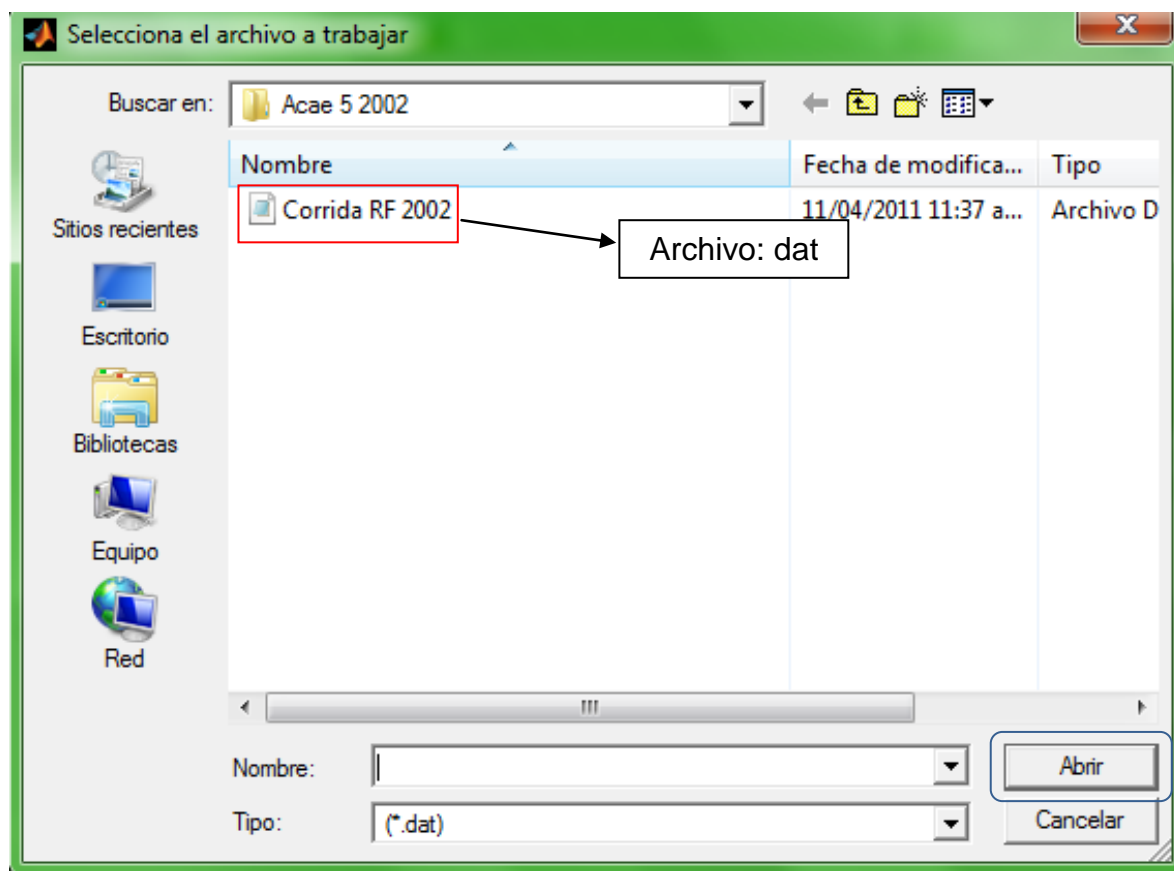 Selecciona el archivo a trabajar
x
Buscar en: Acae 5 2002
Nombre Fecha de modifica... Tipo
Corrida RF 2002 11/04/2011 11:37 a... Archivo D
Archivo: dat
Sitios recientes
Escritorio
Bibliotecas
Equipo
Red
Nombre: Abrir
Tipo: (*.dat) Cancelar